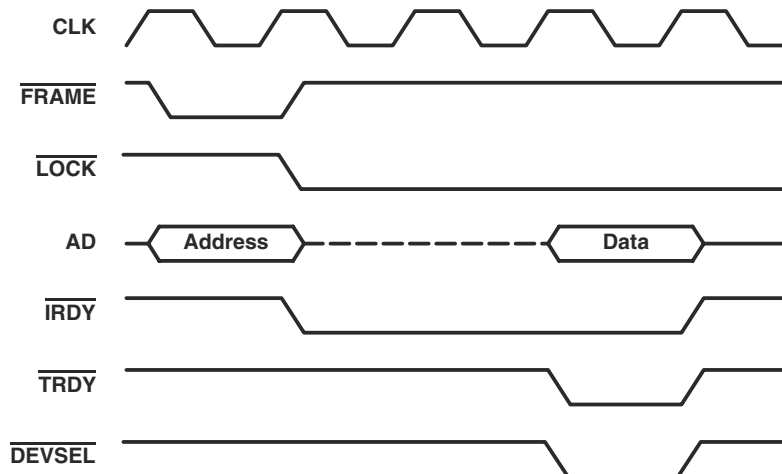 CLK
FRAME
LOCK
AD Address Data
IRDY
TRDY
DEVSEL